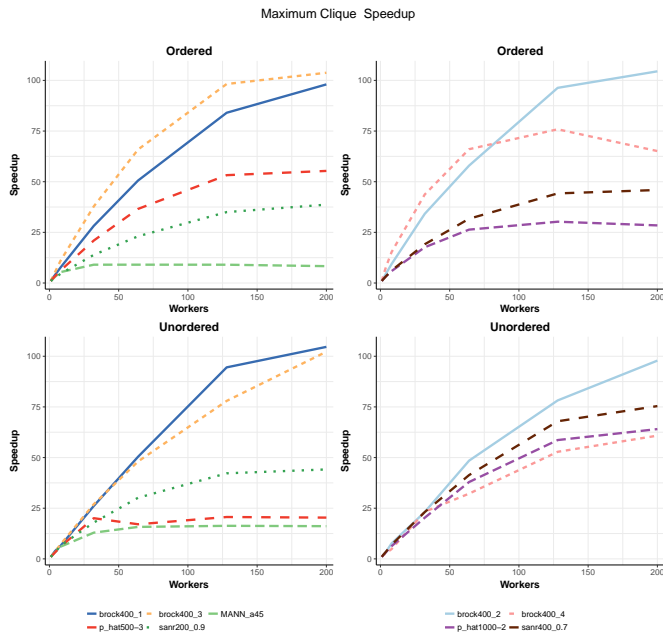 Maximum Clique Speedup
Ordered
Ordered
Speedup
100
75
50
25
0
0 50 100 150 200
Workers
Speedup
100
75
50
25
0
0 50 100 150 200
Workers
Unordered
Unordered
Speedup
100
75
50
25
0
0 50 100 150 200
Workers
Speedup
100
75
50
25
0
0 50 100 150 200
Workers
brock400_1 brock400_3 MANN_a45
p_hat500-3 sanr200_0.9
brock400_2 brock400_4
p_hat1000-2 sanr400_0.7